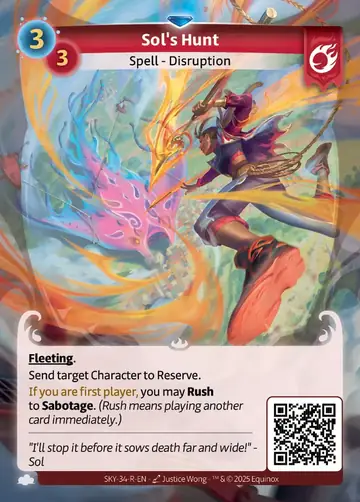 3
3
Sol's Hunt
Spell - Disruption
Fleeting.
Send target Character to Reserve.
If you are first player, you may Rush
to Sabotage. (Rush means playing another
card immediately.)
"I'll stop it before it sows death far and wide!" -
Sol
SKY-34-R-EN - Justice Wong - ™ & © 2025 Equinox